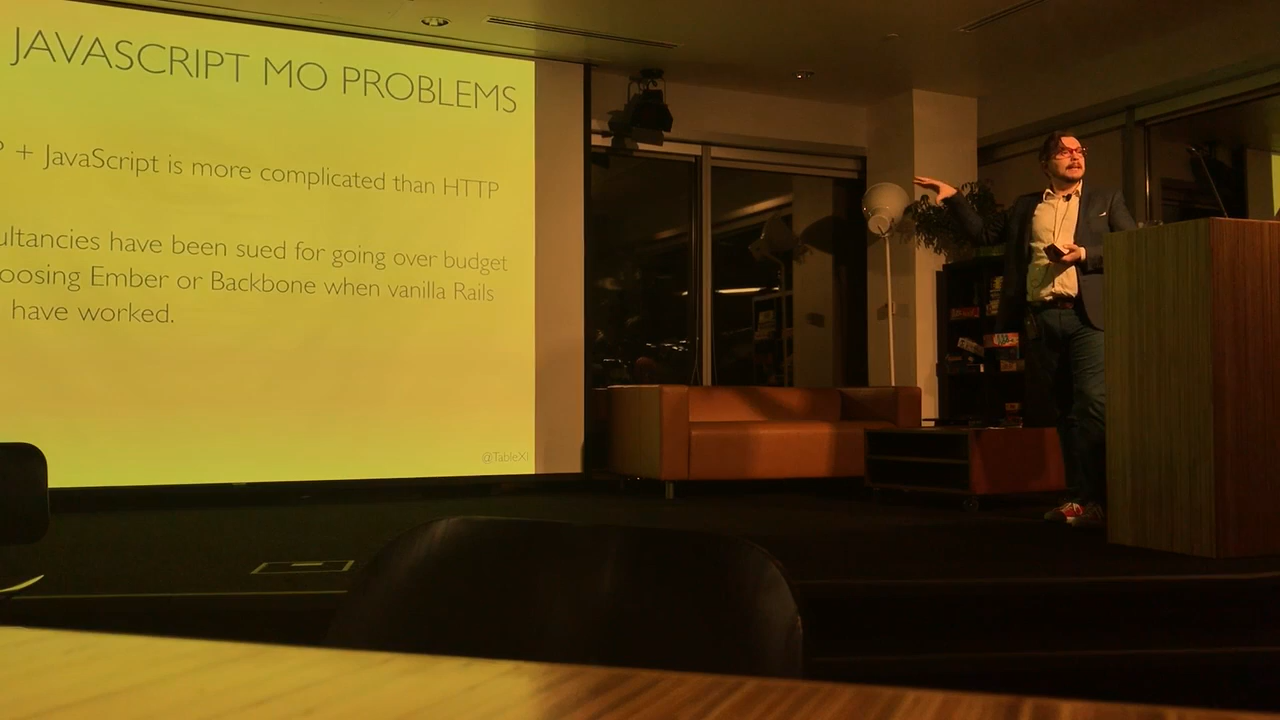 JAVASCRIPT MO PROBLEMS
P + JavaScript is more complicated than HTTP
ultancies have been sued for going over budget
oosing Ember or Backbone when vanilla Rails
have worked.
@TableXI